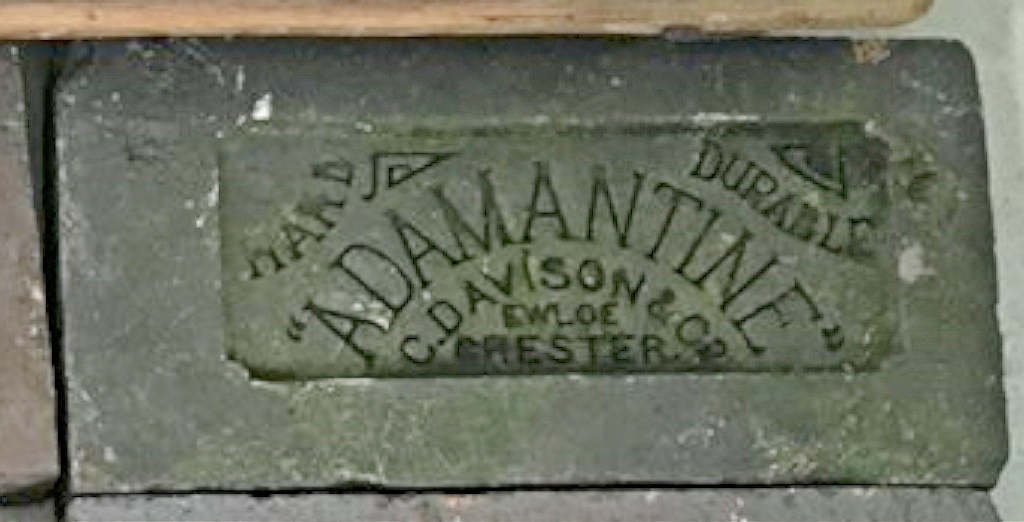 HARD
DURABLE
"ADAMANTINE"
C. DAVISON & Co
EWLOE
CHESTER.